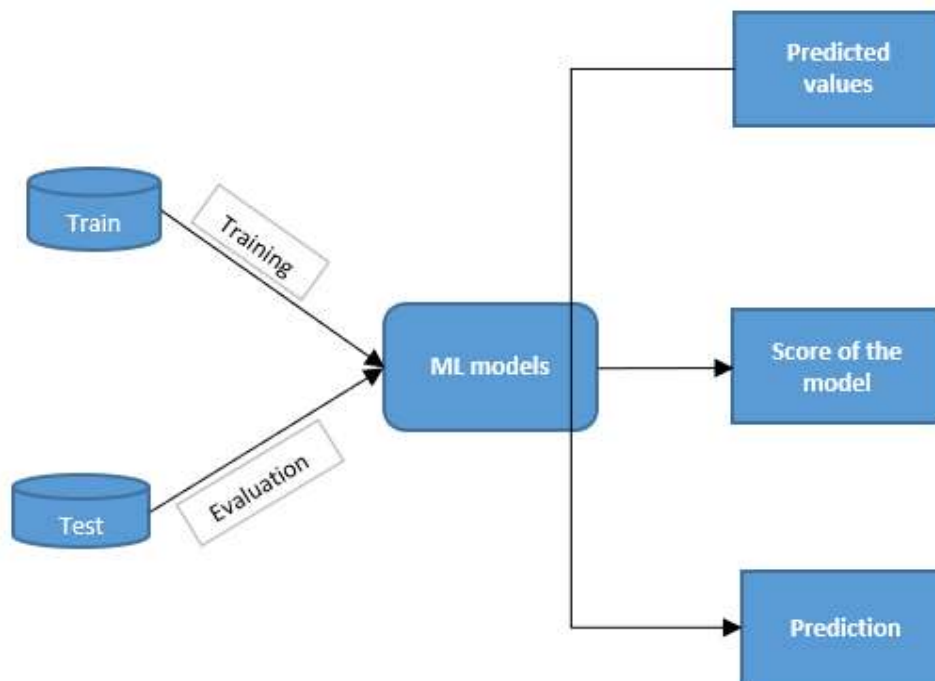 Predicted
values
Train
Training
ML models
Score of the
model
Evaluation
Test
Prediction